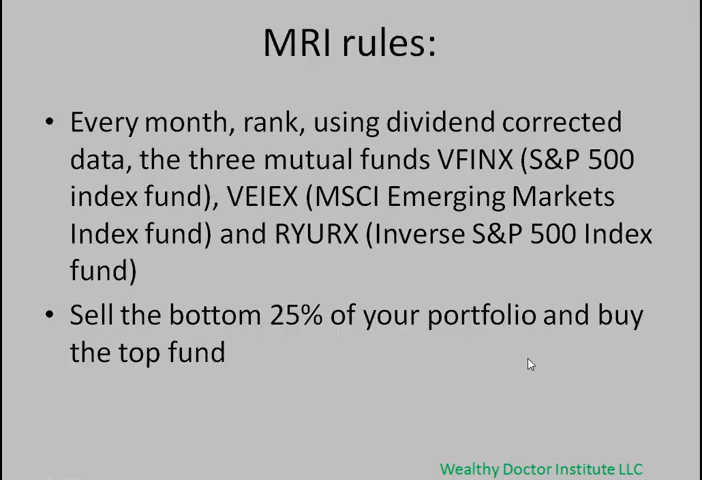 MRI rules:
• Every month, rank, using dividend corrected
data, the three mutual funds VFINX (S&P 500
index fund), VEIEX (MSCI Emerging Markets
Index fund) and RYURX (Inverse S&P 500 Index
fund)
• Sell the bottom 25% of your portfolio and buy
the top fund
Wealthy Doctor Institute LLC